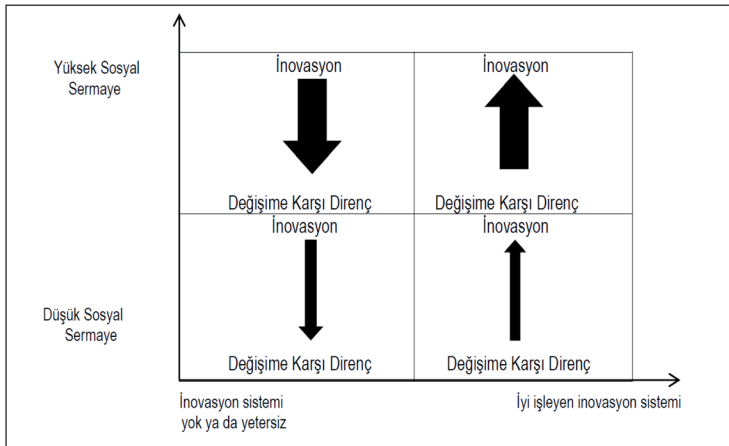 Yüksek Sosyal
Sermaye
İnovasyon
İnovasyon
Değişime Karşı Direnç
Değişime Karşı Direnç
İnovasyon
İnovasyon
Düşük Sosyal
Sermaye
Değişime Karşı Direnç
Değişime Karşı Direnç
İnovasyon sistemi
yok ya da yetersiz
İyi işleyen inovasyon sistemi